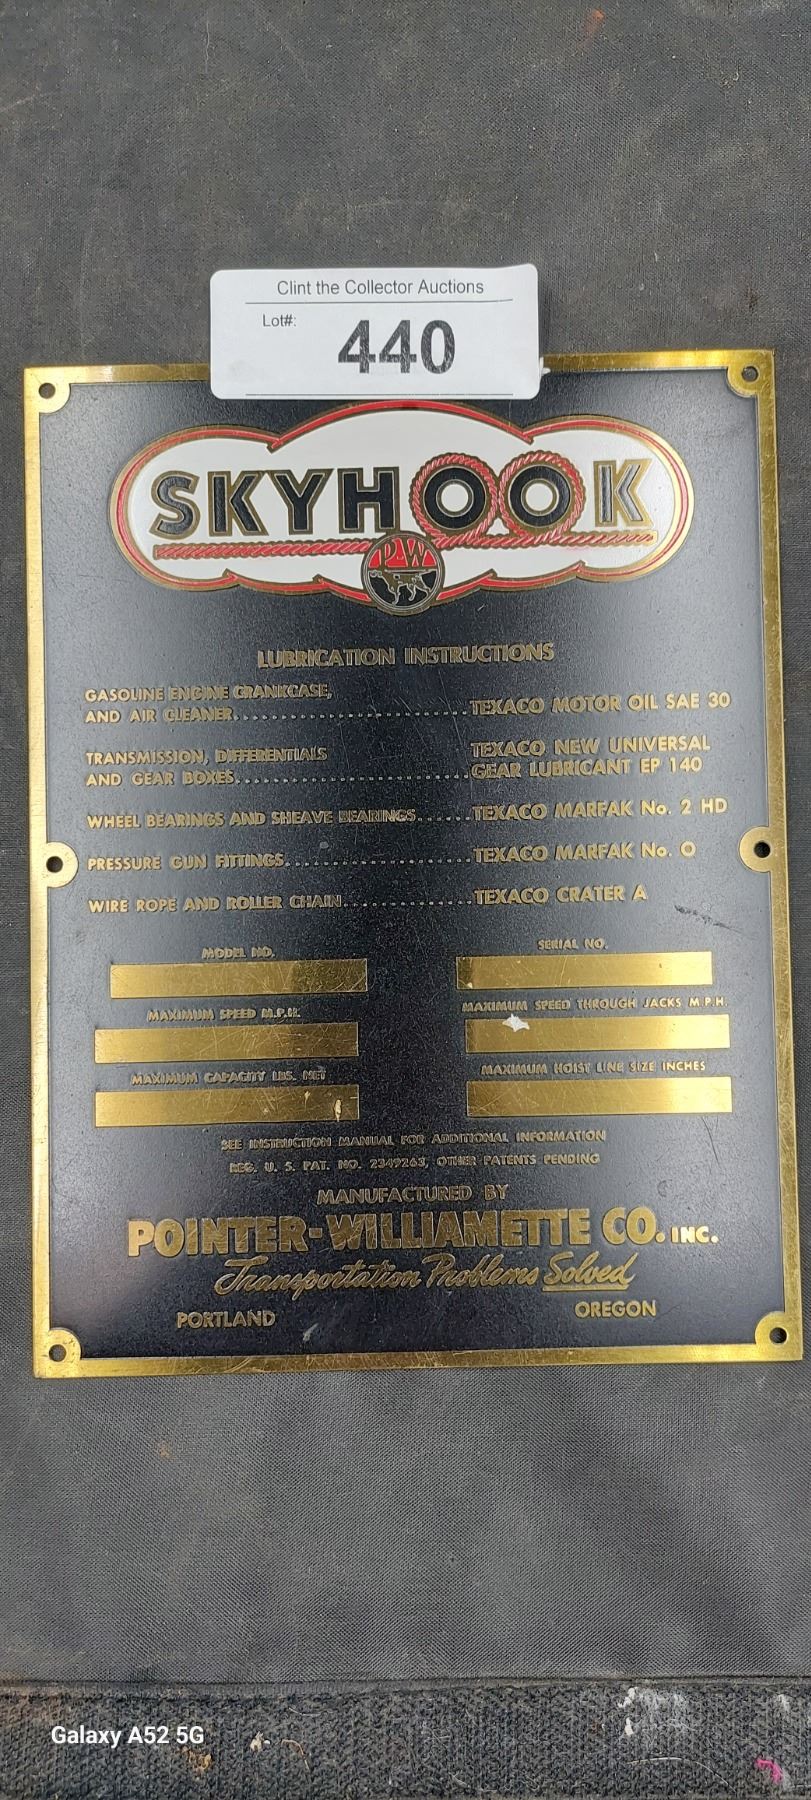 Clint the Collector Auctions
Lot#:
440
SKYHOOK
P W
LUBRICATION INSTRUCTIONS
GASOLINE ENGINE CRANKCASE,
AND AIR CLEANER......................TEXACO MOTOR OIL SAE 30
TRANSMISSION, DIFFERENTIALS
AND GEAR BOXES......................TEXACO NEW UNIVERSAL
GEAR LUBRICANT EP 140
WHEEL BEARINGS AND SHEAVE BEARINGS......TEXACO MARFAK No. 2 HD
PRESSURE GUN FITTINGS.................TEXACO MARFAK No. O
WIRE ROPE AND ROLLER CHAIN............TEXACO CRATER A
MODEL NO. SERIAL NO.
MAXIMUM SPEED M.P.H. MAXIMUM SPEED THROUGH JACKS M.P.H.
MAXIMUM CAPACITY LBS. NET MAXIMUM HOIST LINE SIZE INCHES
SEE INSTRUCTION MANUAL FOR ADDITIONAL INFORMATION
REG. U. S. PAT. NO. 2349263, OTHER PATENTS PENDING
MANUFACTURED BY
POINTER-WILLIAMETTE CO. INC.
Transportation Problems Solved
PORTLAND OREGON
Galaxy A52 5G